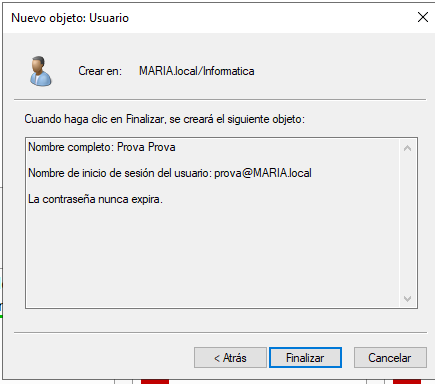 Nuevo objeto: Usuario
Crear en: MARIA.local/Informatica
Cuando haga clic en Finalizar, se creará el siguiente objeto:
Nombre completo: Prova Prova
Nombre de inicio de sesión del usuario: prova@MARIA.local
La contraseña nunca expira.
< Atrás Finalizar Cancelar